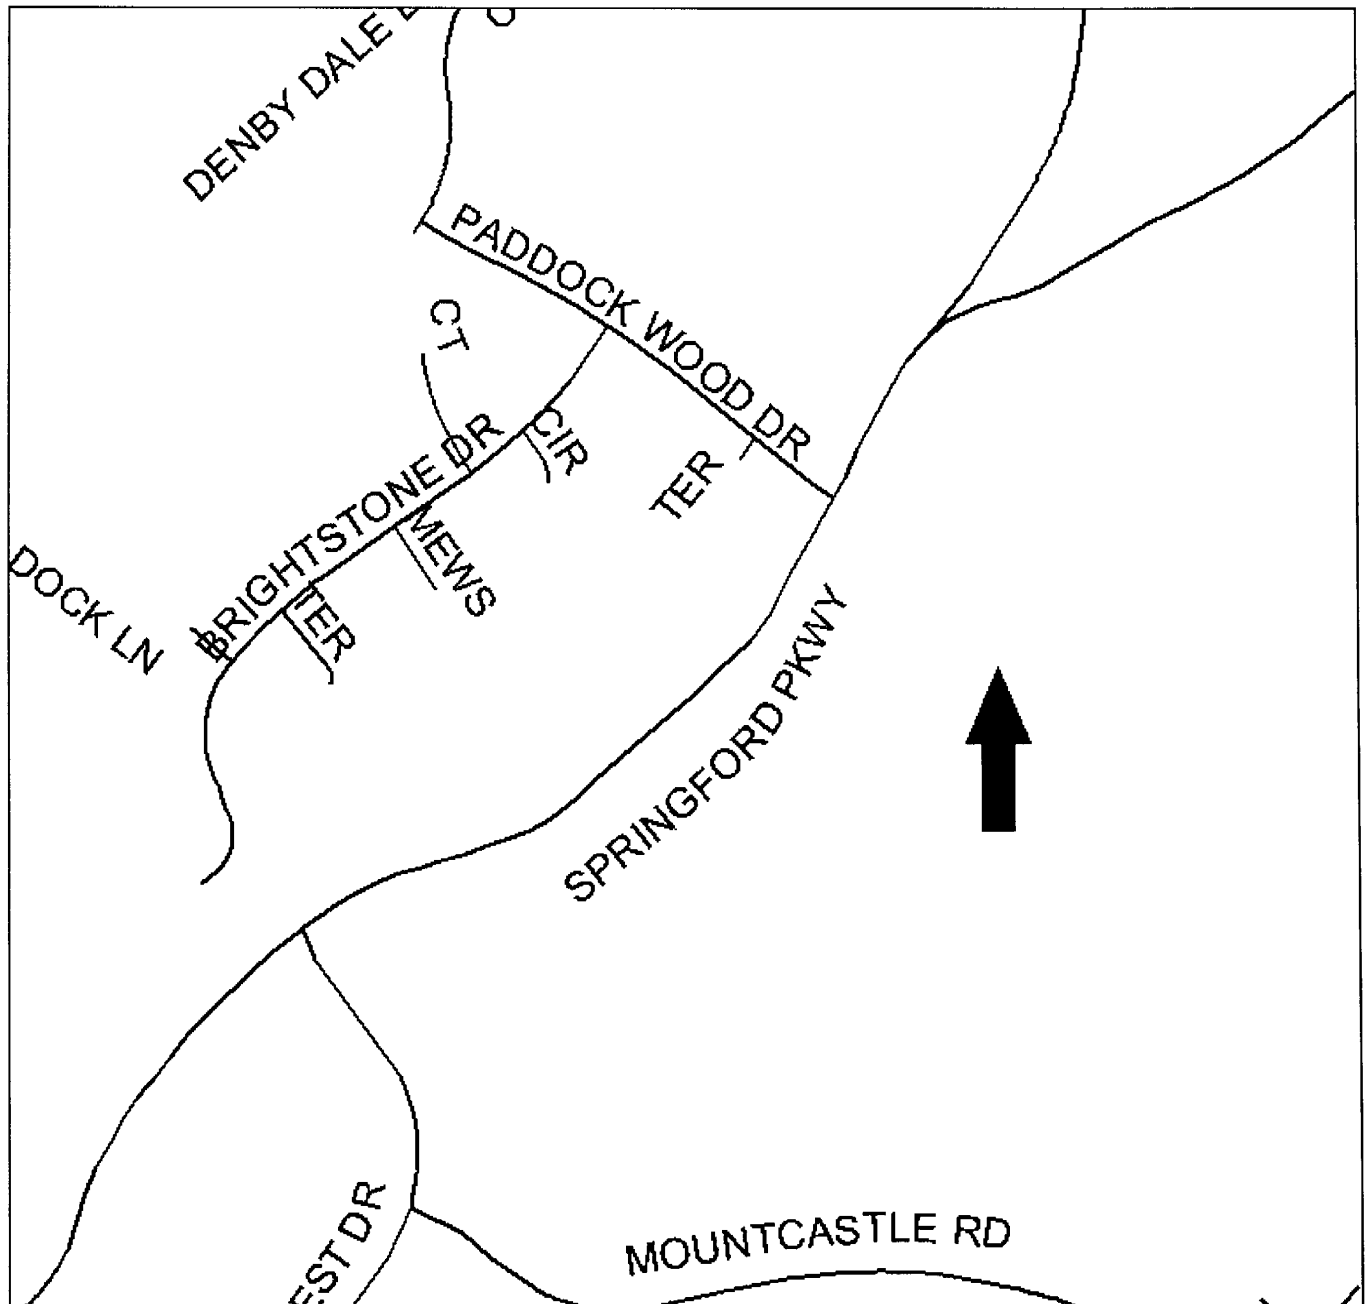 DENBY DALE
PADDOCK WOOD DR
CT
BRIGHTSTONE DR
CIR
TER
MEWS
DOCK LN
TER
SPRINGFORD PKWY
EST DR
MOUNTCASTLE RD